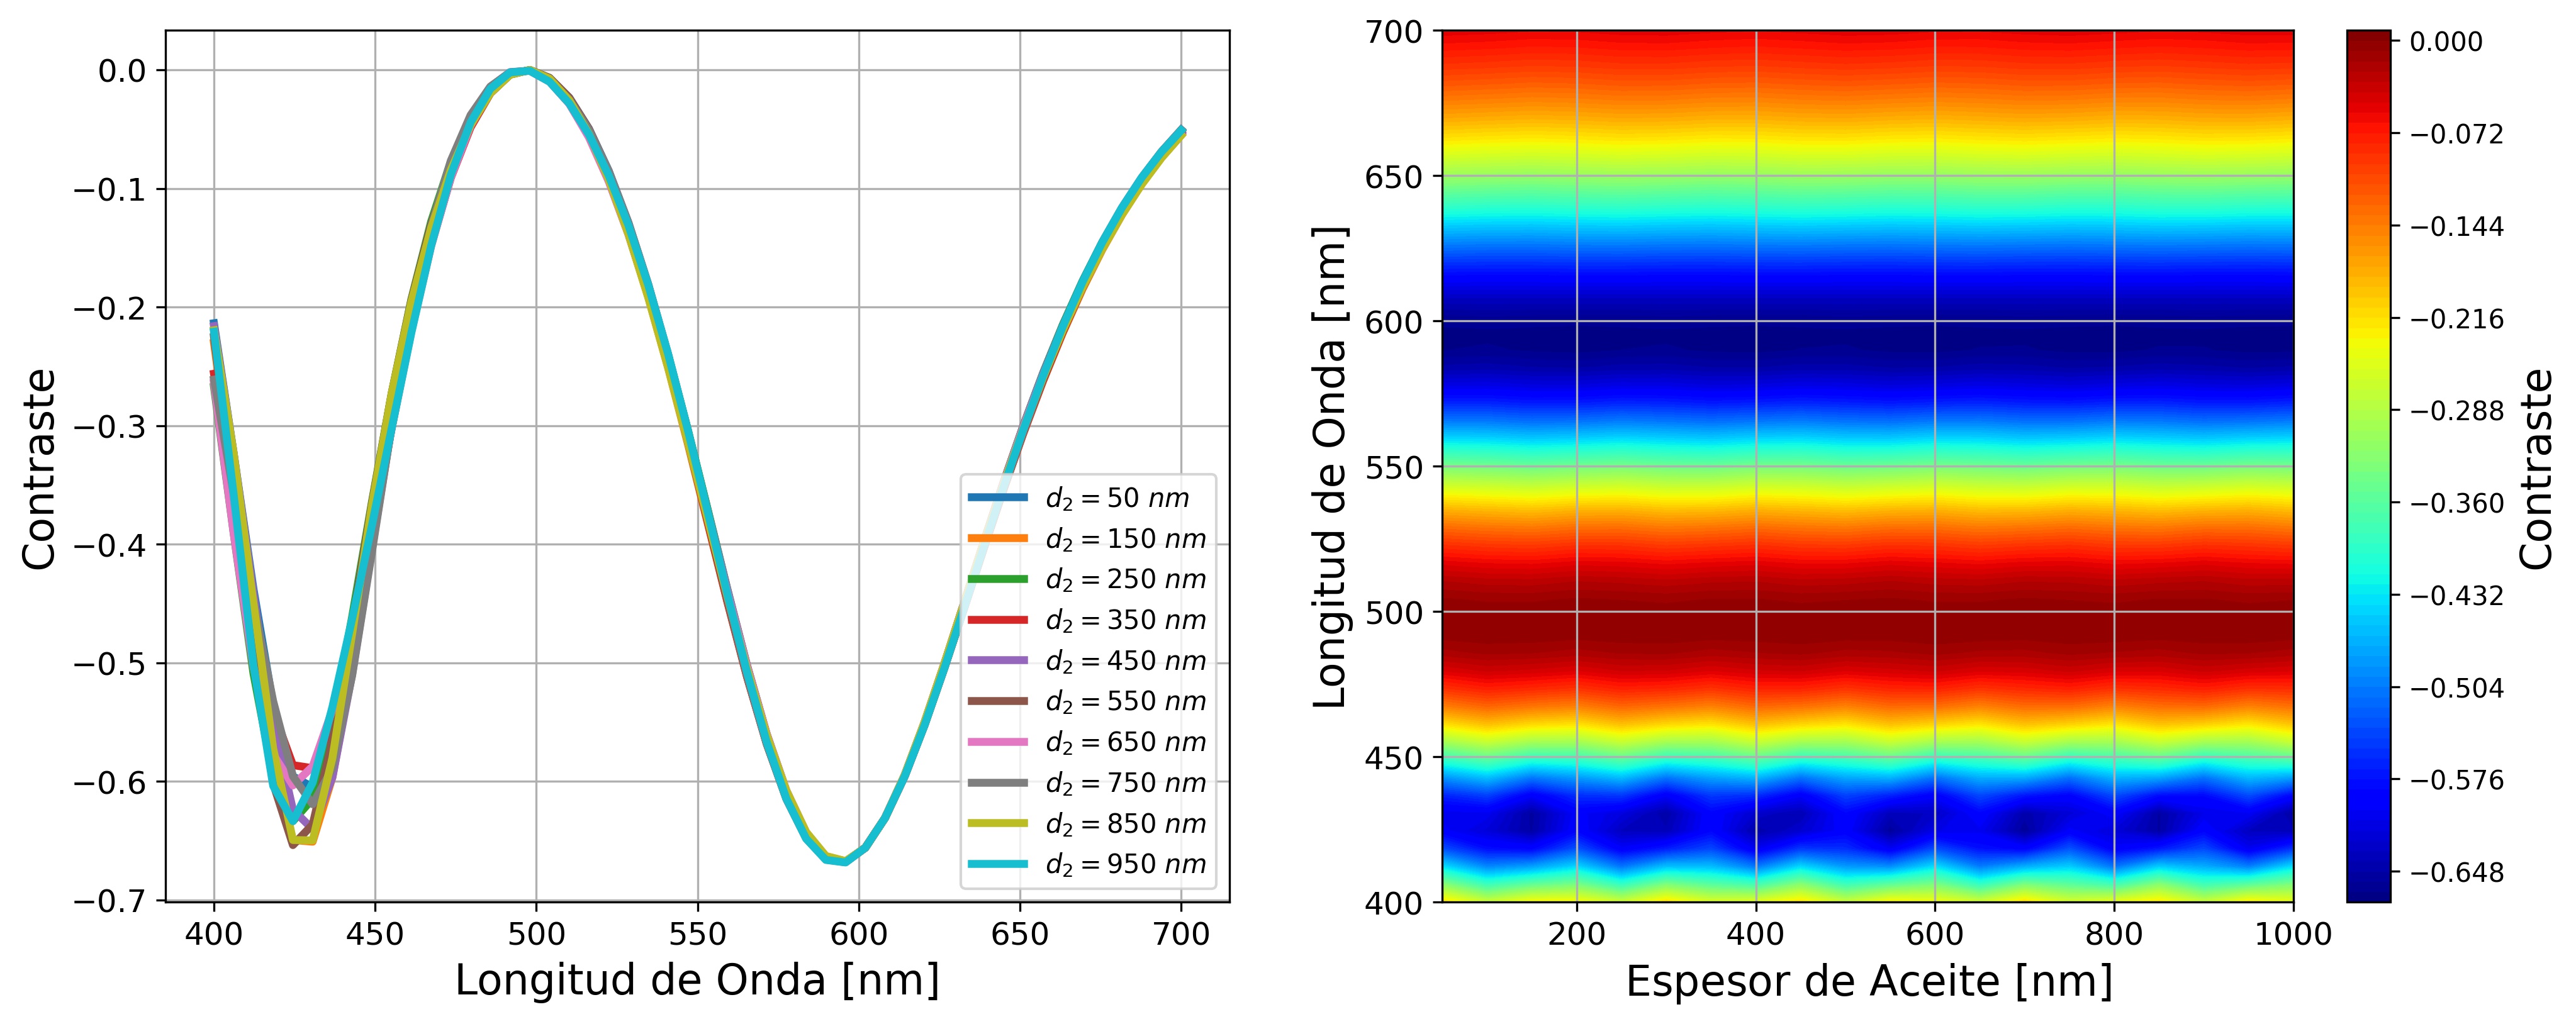 0.0
−0.1
−0.2
−0.3
−0.4
−0.5
−0.6
−0.7
Contraste
400 450 500 550 600 650 700
Longitud de Onda [nm]
d₂ = 50 nm
d₂ = 150 nm
d₂ = 250 nm
d₂ = 350 nm
d₂ = 450 nm
d₂ = 550 nm
d₂ = 650 nm
d₂ = 750 nm
d₂ = 850 nm
d₂ = 950 nm
700
650
600
550
500
450
400
Longitud de Onda [nm]
200 400 600 800 1000
Espesor de Aceite [nm]
0.000
−0.072
−0.144
−0.216
−0.288
−0.360
−0.432
−0.504
−0.576
−0.648
Contraste